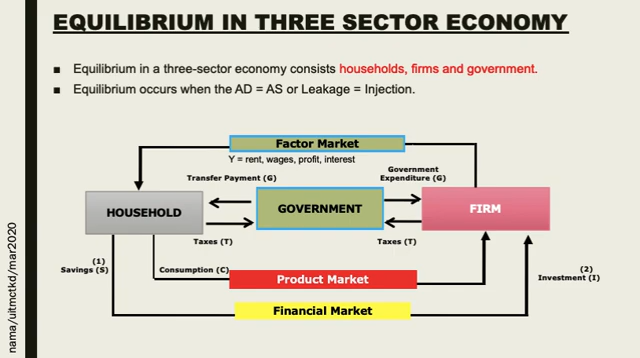 EQUILIBRIUM IN THREE SECTOR ECONOMY
■ Equilibrium in a three-sector economy consists households, firms and government.
■ Equilibrium occurs when the AD = AS or Leakage = Injection.
Factor Market
Y = rent, wages, profit, interest
Transfer Payment (G)
Government
Expenditure (G)
HOUSEHOLD
GOVERNMENT
FIRM
Taxes (T)
Taxes (T)
(1)
Savings (S)
Consumption (C)
Product Market
(2)
Investment (I)
Financial Market
nama/uitmctkd/mar2020